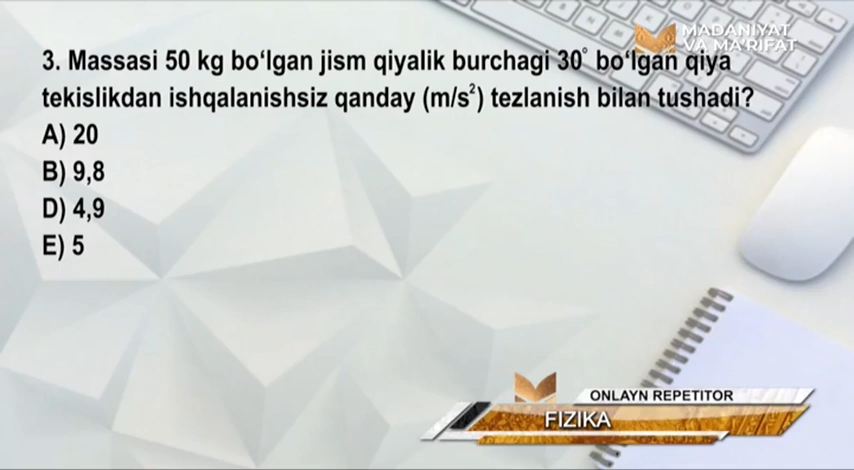 MADANIYAT
VA MA'RIFAT
3. Massasi 50 kg bo‘lgan jism qiyalik burchagi 30° bo‘lgan qiya
tekislikdan ishqalanishsiz qanday (m/s²) tezlanish bilan tushadi?
A) 20
B) 9,8
D) 4,9
E) 5
ONLAYN REPETITOR
FIZIKA